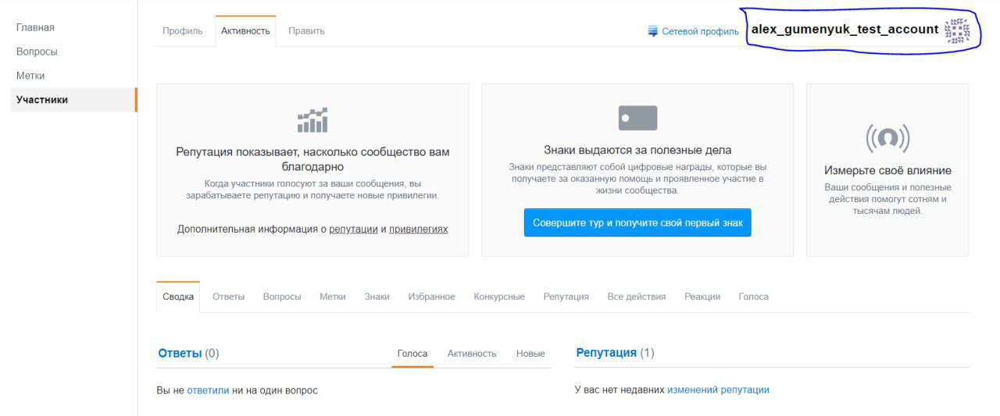 Главная
Вопросы
Метки
Участники
Профиль
Активность
Править
Сетевой профиль
alex_gumenyuk_test_account
Репутация показывает, насколько сообщество вам
благодарно
Когда участники голосуют за ваши сообщения, вы
зарабатываете репутацию и получаете новые привилегии.
Дополнительная информация о репутации и привилегиях
Знаки выдаются за полезные дела
Знаки представляют собой цифровые награды, которые вы
получаете за оказанную помощь и проявленное участие в
жизни сообщества.
Совершите тур и получите свой первый знак
Измерьте своё влияние
Ваши сообщения и полезные
действия помогут сотням и
тысячам людей.
Сводка
Ответы
Вопросы
Метки
Знаки
Избранное
Конкурсные
Репутация
Все действия
Реакции
Голоса
Ответы (0)
Голоса
Активность
Новые
Вы не ответили ни на один вопрос
Репутация (1)
У вас нет недавних изменений репутации